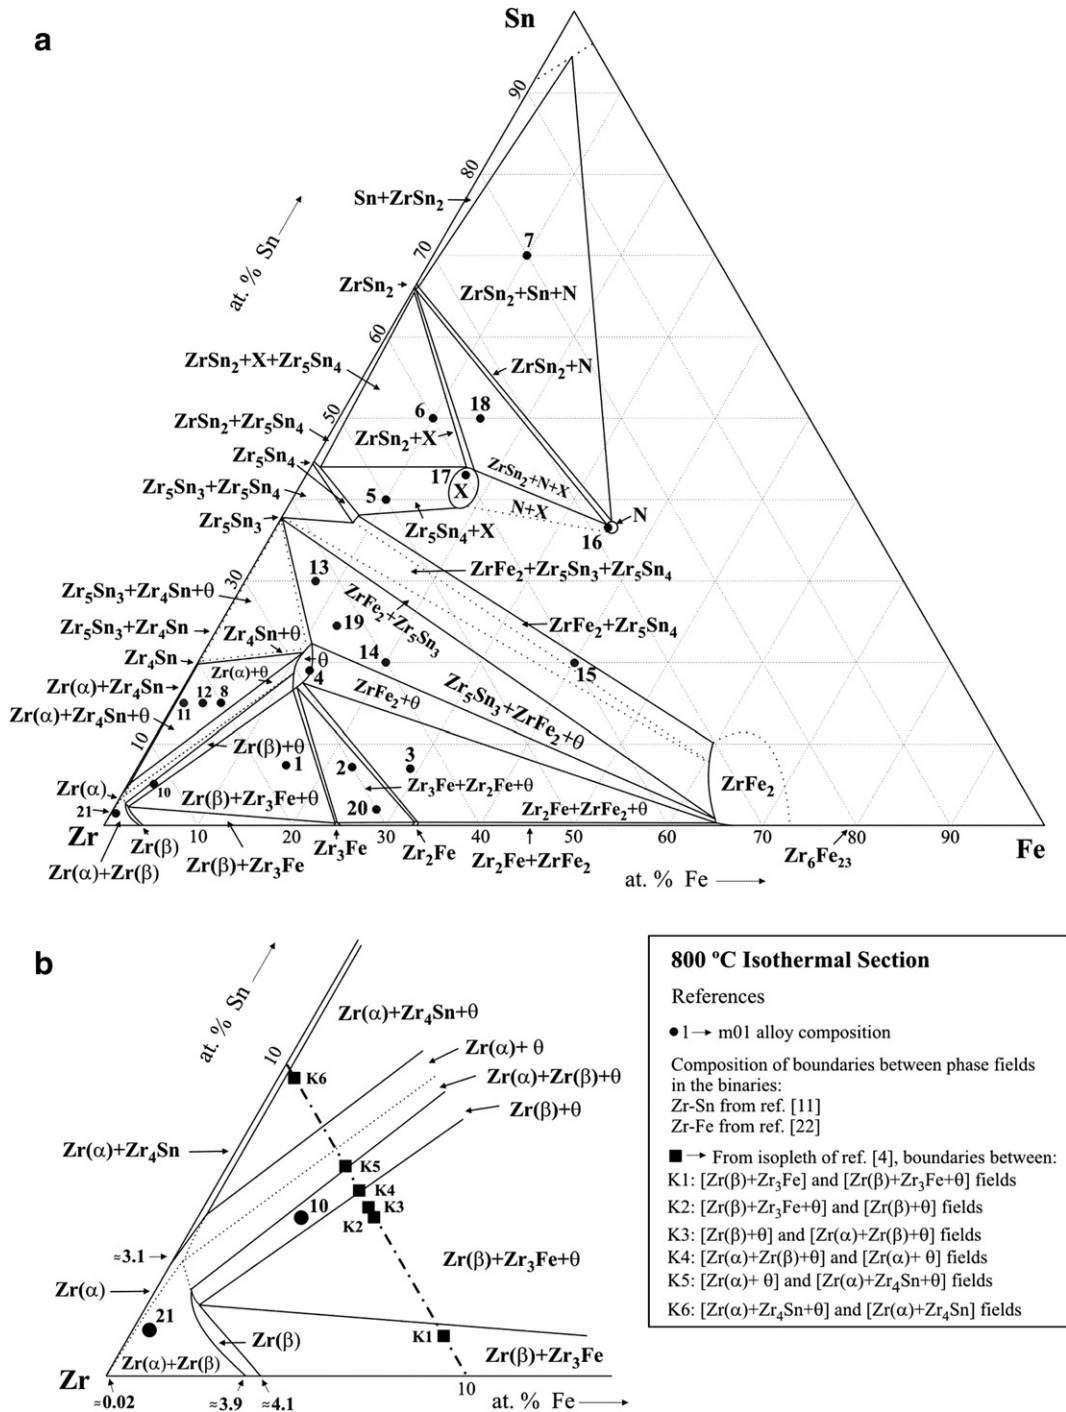 a
Sn
90
80
Sn+ZrSn2
at. % Sn
70
7
ZrSn2
ZrSn2+Sn+N
60
ZrSn2+X+Zr5Sn4
ZrSn2+N
50
6
18
ZrSn2+Zr5Sn4
ZrSn2+X
Zr5Sn4
17
ZrSn2+N+X
Zr5Sn3+Zr5Sn4
5
X
N+X
N
Zr5Sn3
Zr5Sn4+X
16
13
ZrFe2+Zr5Sn3+Zr5Sn4
30
Zr5Sn3+Zr4Sn+θ
ZrFe2+Zr5Sn3
Zr5Sn3+Zr4Sn
19
ZrFe2+Zr5Sn4
Zr4Sn+θ
Zr4Sn
θ
14
15
Zr(α)+θ
4
Zr(α)+Zr4Sn
ZrFe2+θ
Zr5Sn3+ZrFe2+θ
11
12
8
Zr(α)+Zr4Sn+θ
10
Zr(β)+θ
1
2
3
Zr(α)
10
Zr3Fe+Zr2Fe+θ
ZrFe2
Zr(β)+Zr3Fe+θ
20
Zr2Fe+ZrFe2+θ
21
Zr
10
20
30
40
50
60
70
80
90
Fe
Zr(β)
Zr3Fe
Zr2Fe
Zr6Fe23
Zr(α)+Zr(β)
Zr(β)+Zr3Fe
Zr2Fe+ZrFe2
at. % Fe
b
at. % Sn
Zr(α)+Zr4Sn+θ
10
Zr(α)+ θ
K6
Zr(α)+Zr(β)+θ
Zr(β)+θ
Zr(α)+Zr4Sn
K5
K4
10
K3
K2
≈3.1
Zr(β)+Zr3Fe+θ
Zr(α)
21
K1
Zr(β)
Zr(β)+Zr3Fe
Zr(α)+Zr(β)
Zr
10
≈0.02
≈3.9
≈4.1
at. % Fe
800 ºC Isothermal Section
References
1 → m01 alloy composition
Composition of boundaries between phase fields
in the binaries:
Zr-Sn from ref. [11]
Zr-Fe from ref. [22]
→ From isopleth of ref. [4], boundaries between:
K1: [Zr(β)+Zr3Fe] and [Zr(β)+Zr3Fe+θ] fields
K2: [Zr(β)+Zr3Fe+θ] and [Zr(β)+θ] fields
K3: [Zr(β)+θ] and [Zr(α)+Zr(β)+θ] fields
K4: [Zr(α)+Zr(β)+θ] and [Zr(α)+ θ] fields
K5: [Zr(α)+ θ] and [Zr(α)+Zr4Sn+θ] fields
K6: [Zr(α)+Zr4Sn+θ] and [Zr(α)+Zr4Sn] fields